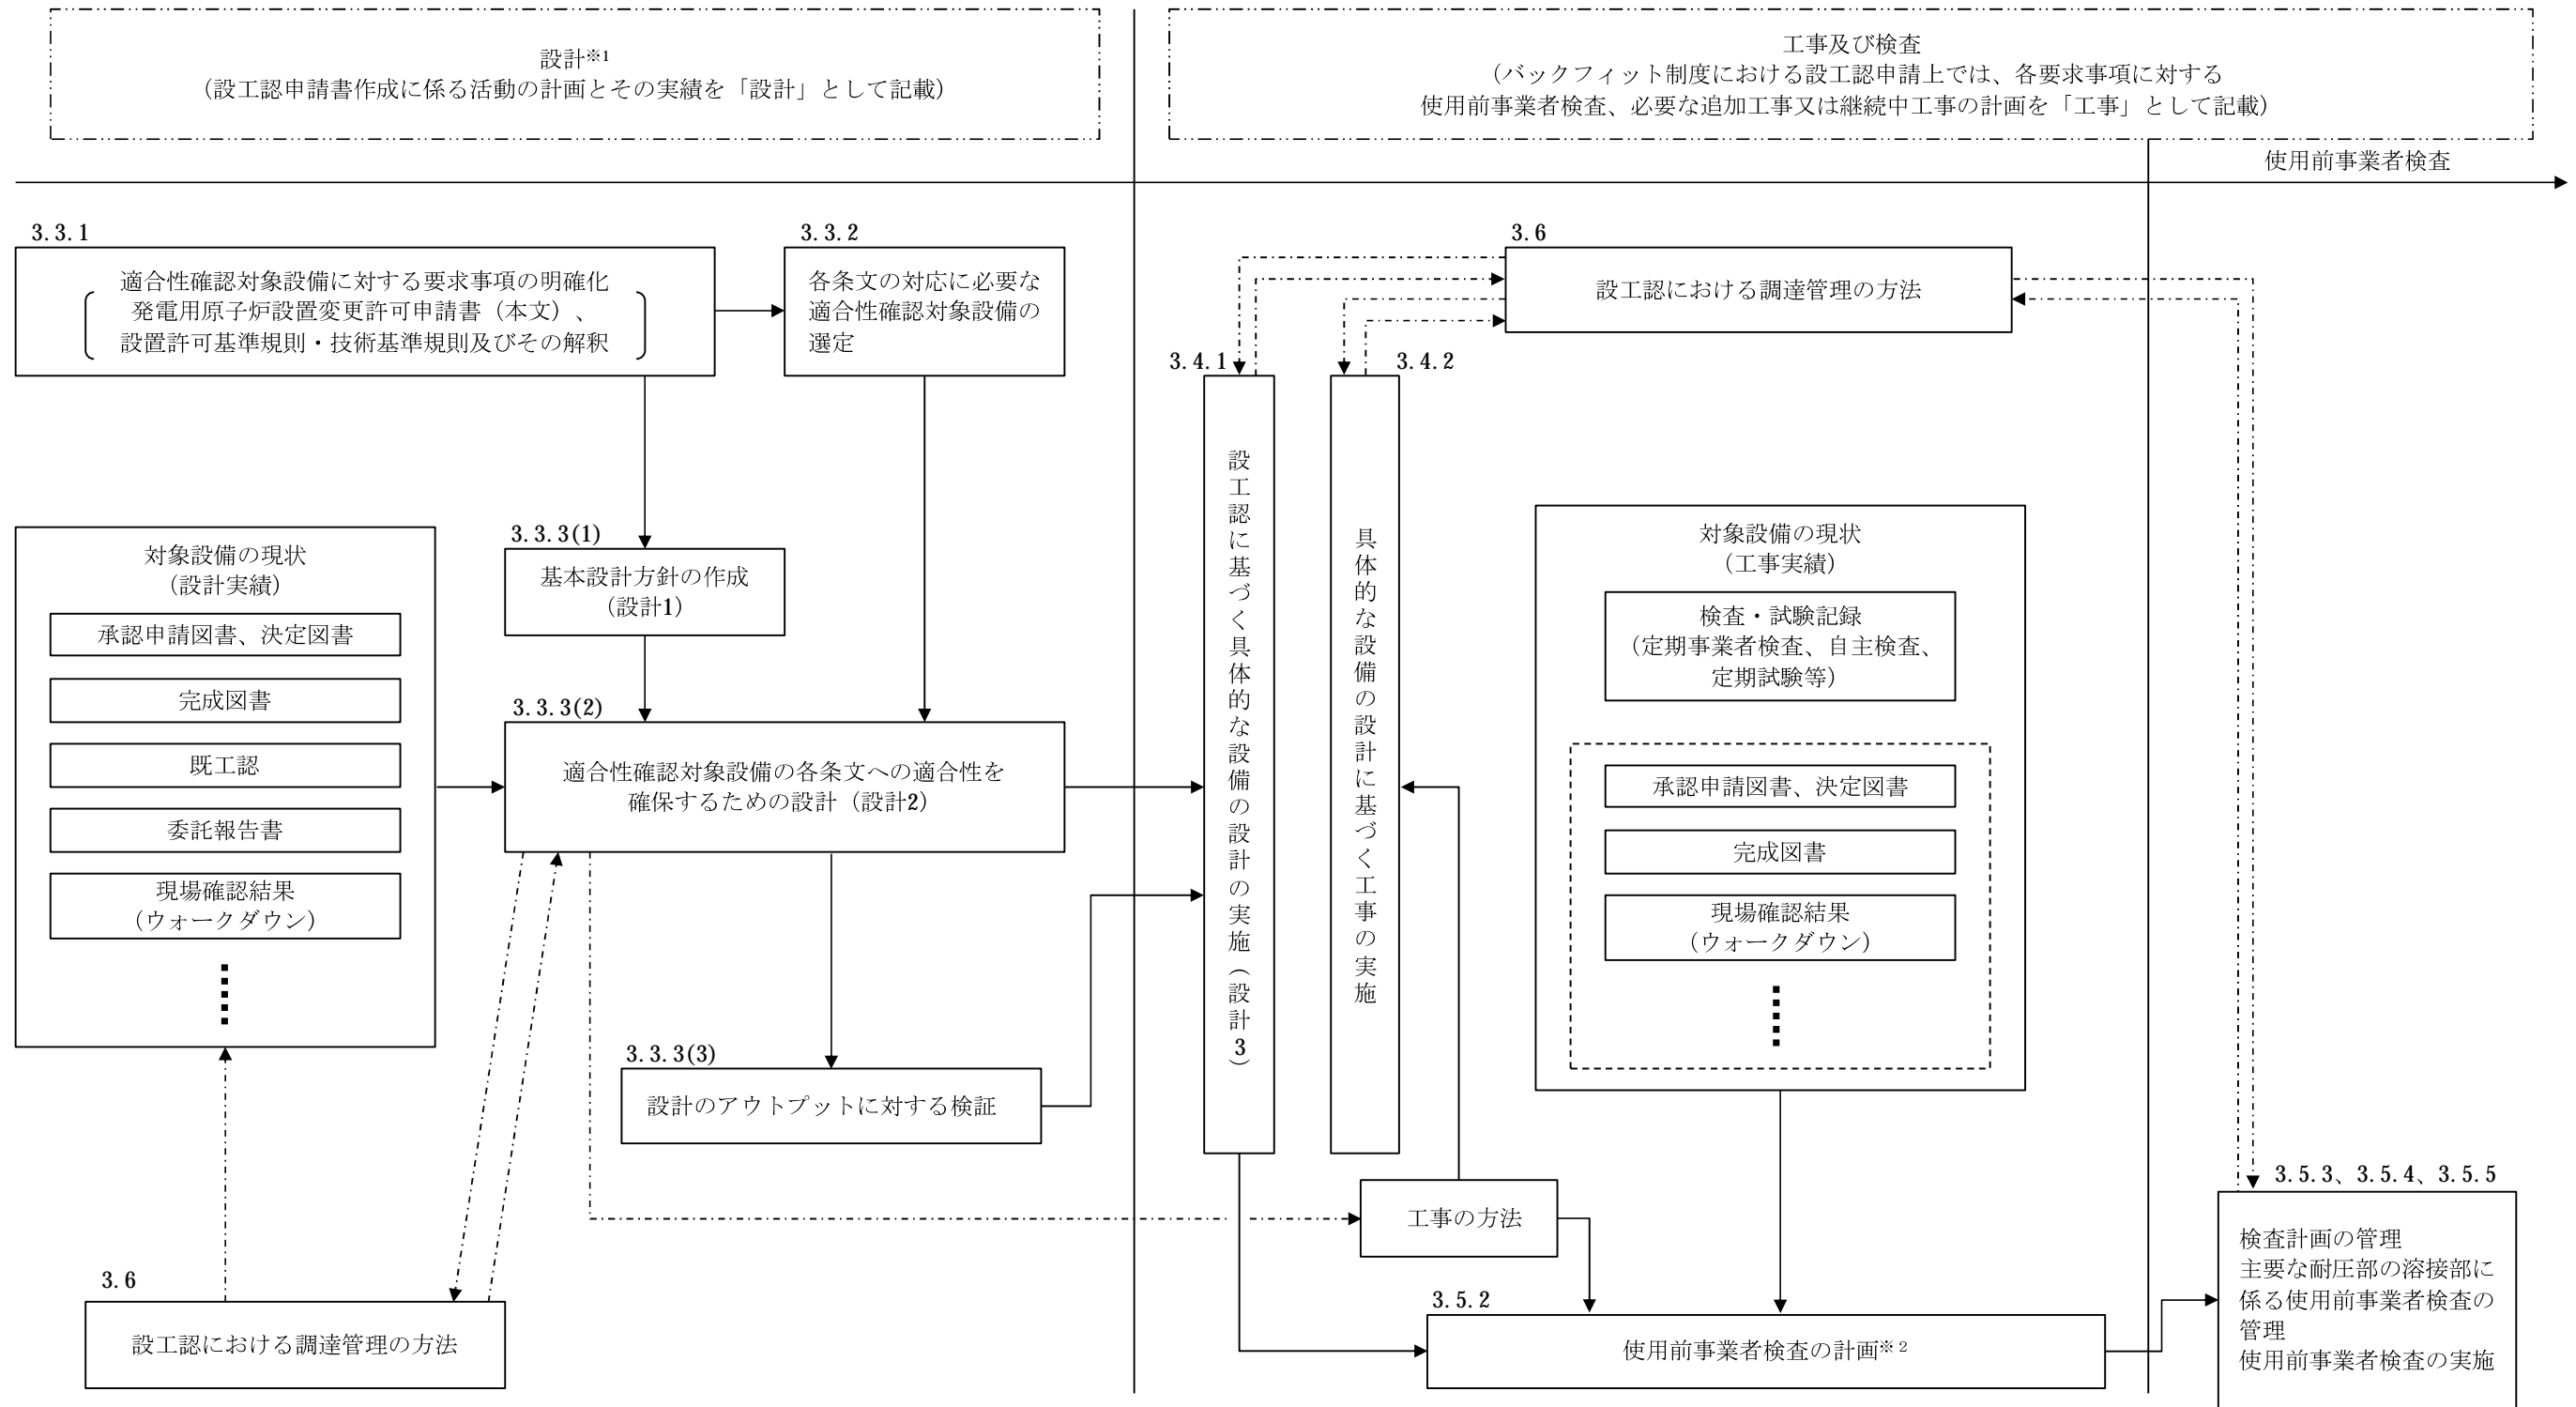 設計※1
（設工認申請書作成に係る活動の計画とその実績を「設計」として記載）
工事及び検査
（バックフィット制度における設工認申請上では、各要求事項に対する
使用前事業者検査、必要な追加工事又は継続中工事の計画を「工事」として記載）
使用前事業者検査
3.3.1
適合性確認対象設備に対する要求事項の明確化
発電用原子炉設置変更許可申請書（本文）、
設置許可基準規則・技術基準規則及びその解釈
3.3.2
各条文の対応に必要な
適合性確認対象設備の
選定
対象設備の現状
（設計実績）
承認申請図書、決定図書
完成図書
既工認
委託報告書
現場確認結果
（ウォークダウン）
3.3.3(1)
基本設計方針の作成
（設計1）
3.3.3(2)
適合性確認対象設備の各条文への適合性を
確保するための設計（設計2）
3.3.3(3)
設計のアウトプットに対する検証
3.6
設工認における調達管理の方法
3.6
設工認における調達管理の方法
3.4.1
設工認に基づく具体的な設備の設計の実施（設計3）
3.4.2
具体的な設備の設計に基づく工事の実施
対象設備の現状
（工事実績）
検査・試験記録
（定期事業者検査、自主検査、
定期試験等）
承認申請図書、決定図書
完成図書
現場確認結果
（ウォークダウン）
工事の方法
3.5.2
使用前事業者検査の計画※2
3.5.3、3.5.4、3.5.5
検査計画の管理
主要な耐圧部の溶接部に
係る使用前事業者検査の
管理
使用前事業者検査の実施